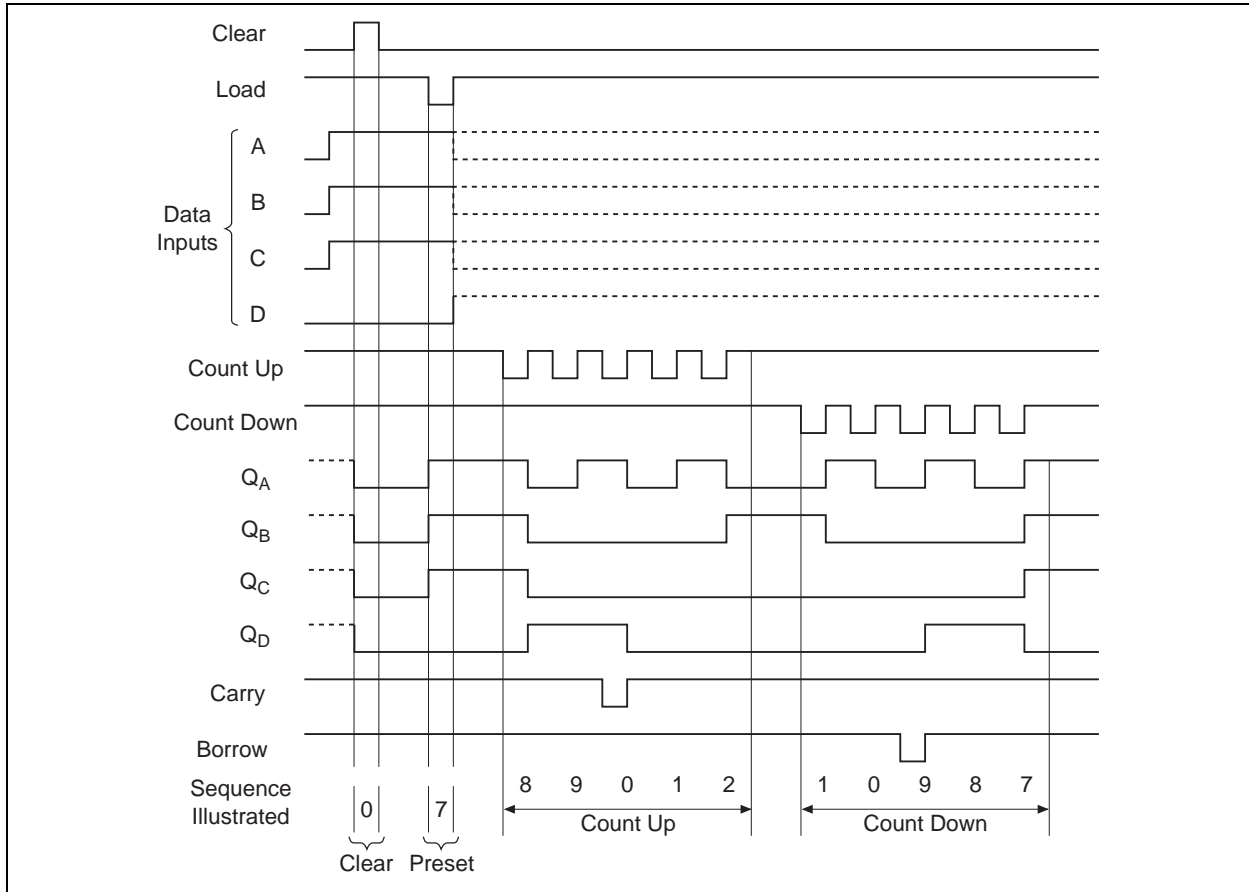 Clear
Load
A
B
Data
Inputs
C
D
Count Up
Count Down
QA
QB
QC
QD
Carry
Borrow
Sequence
Illustrated
0
7
8 9 0 1 2
1 0 9 8 7
Count Up
Count Down
Clear
Preset